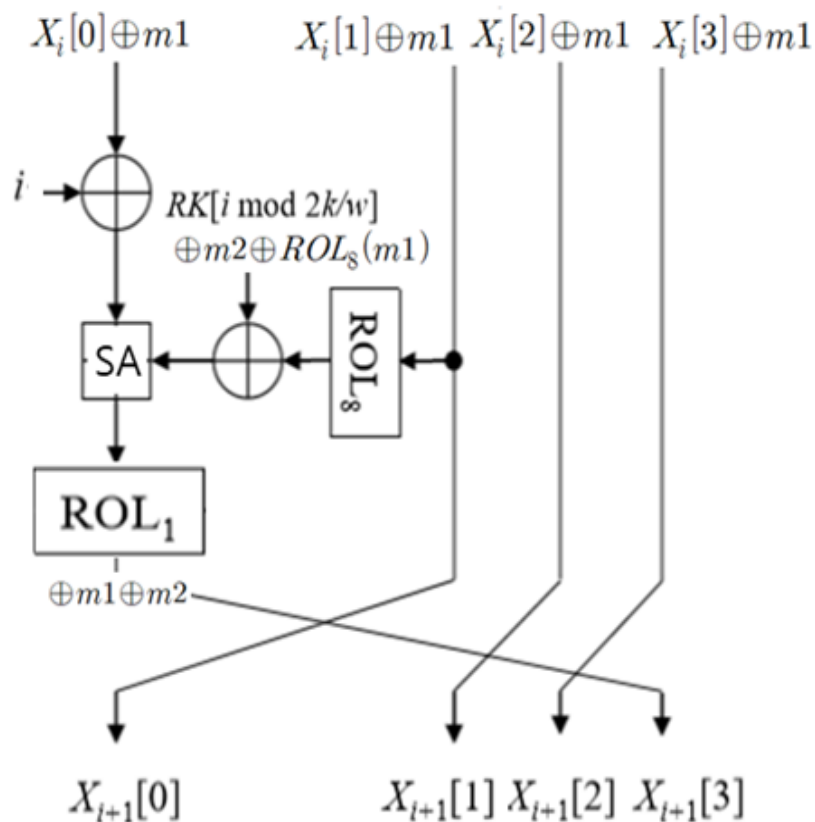 X_i[0]⊕m1 X_i[1]⊕m1 X_i[2]⊕m1 X_i[3]⊕m1
i
RK[i mod 2k/w]
⊕m2⊕ROL_8(m1)
SA
ROL_8
ROL_1
⊕m1⊕m2
X_{i+1}[0] X_{i+1}[1] X_{i+1}[2] X_{i+1}[3]